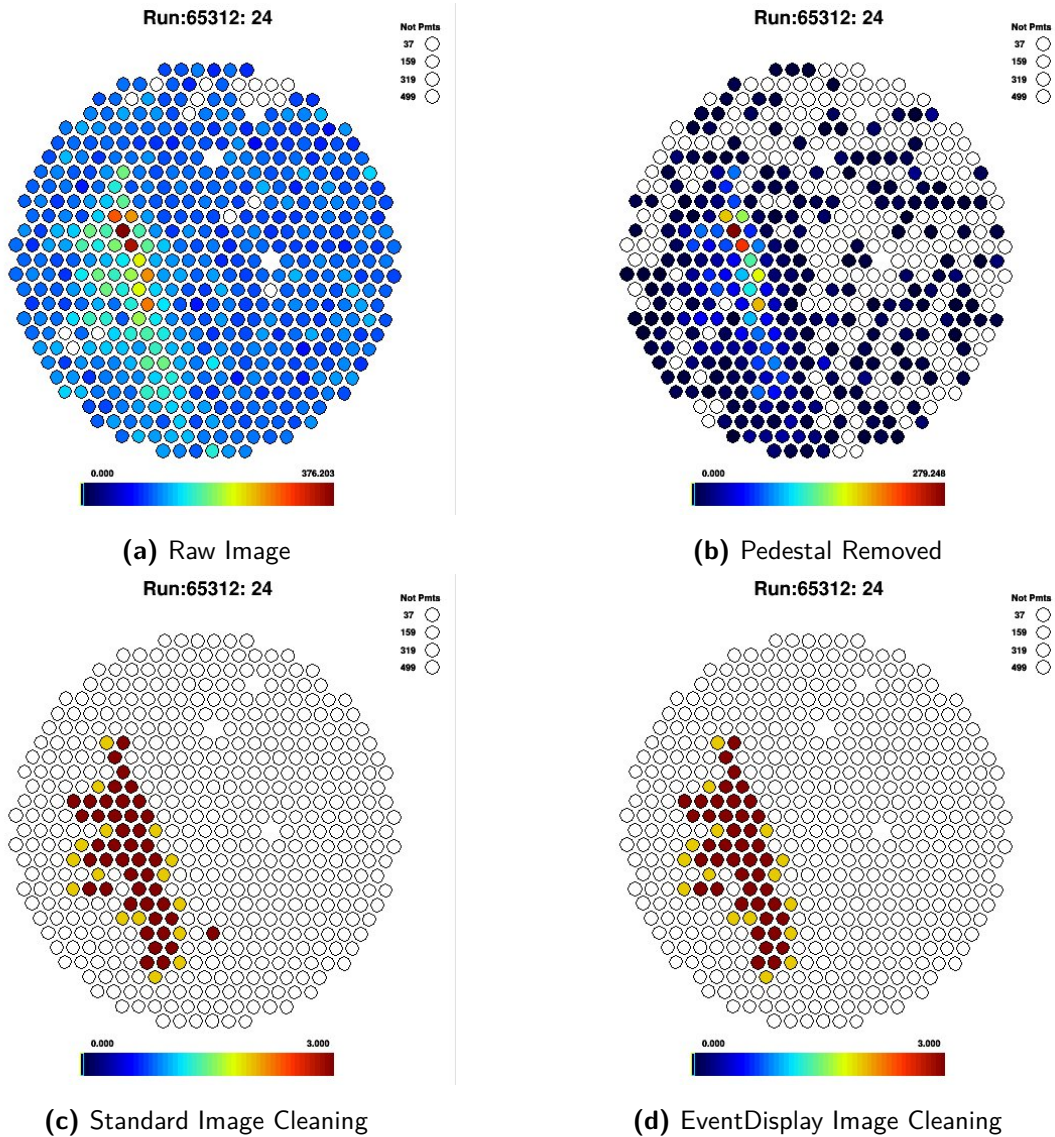 Run:65312: 24
Not Pmts
37
159
319
499
0.000 376.203
(a) Raw Image
Run:65312: 24
Not Pmts
37
159
319
499
0.000 279.248
(b) Pedestal Removed
Run:65312: 24
Not Pmts
37
159
319
499
0.000 3.000
(c) Standard Image Cleaning
Run:65312: 24
Not Pmts
37
159
319
499
0.000 3.000
(d) EventDisplay Image Cleaning